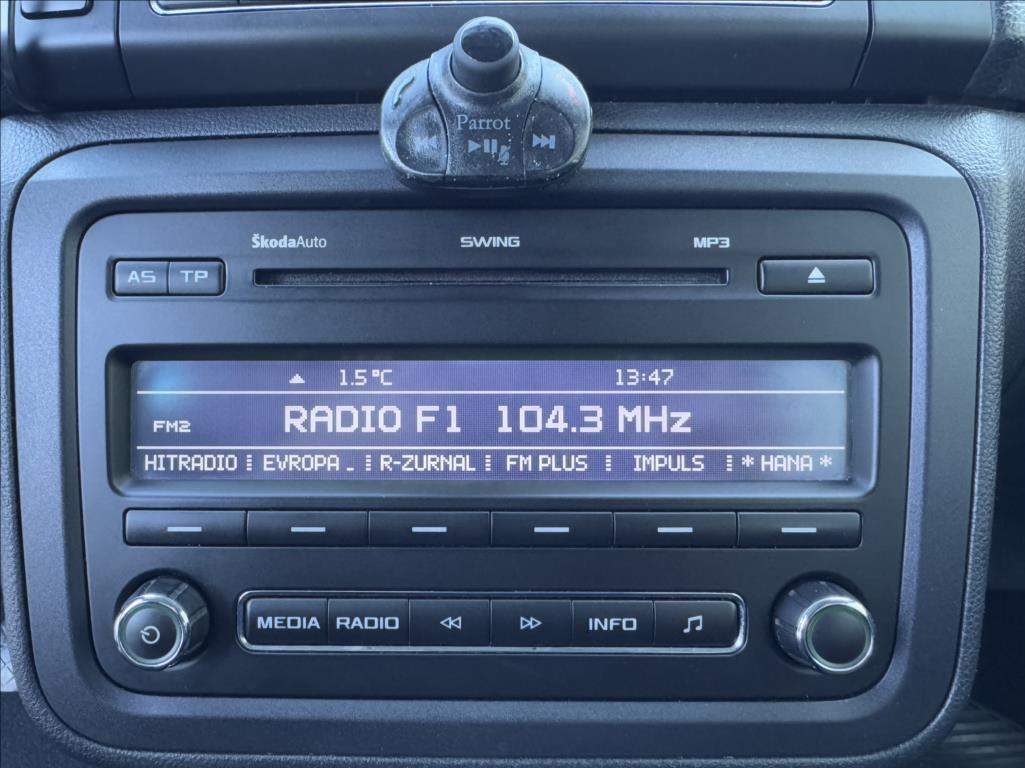 Parrot
ŠkodaAuto SWING MP3
AS TP
1.5°C 13:47
FM2 RADIO F1 104.3 MHz
HITRADIO EVROPA_ R-ZURNAL FM PLUS IMPULS *HANA*
MEDIA RADIO INFO